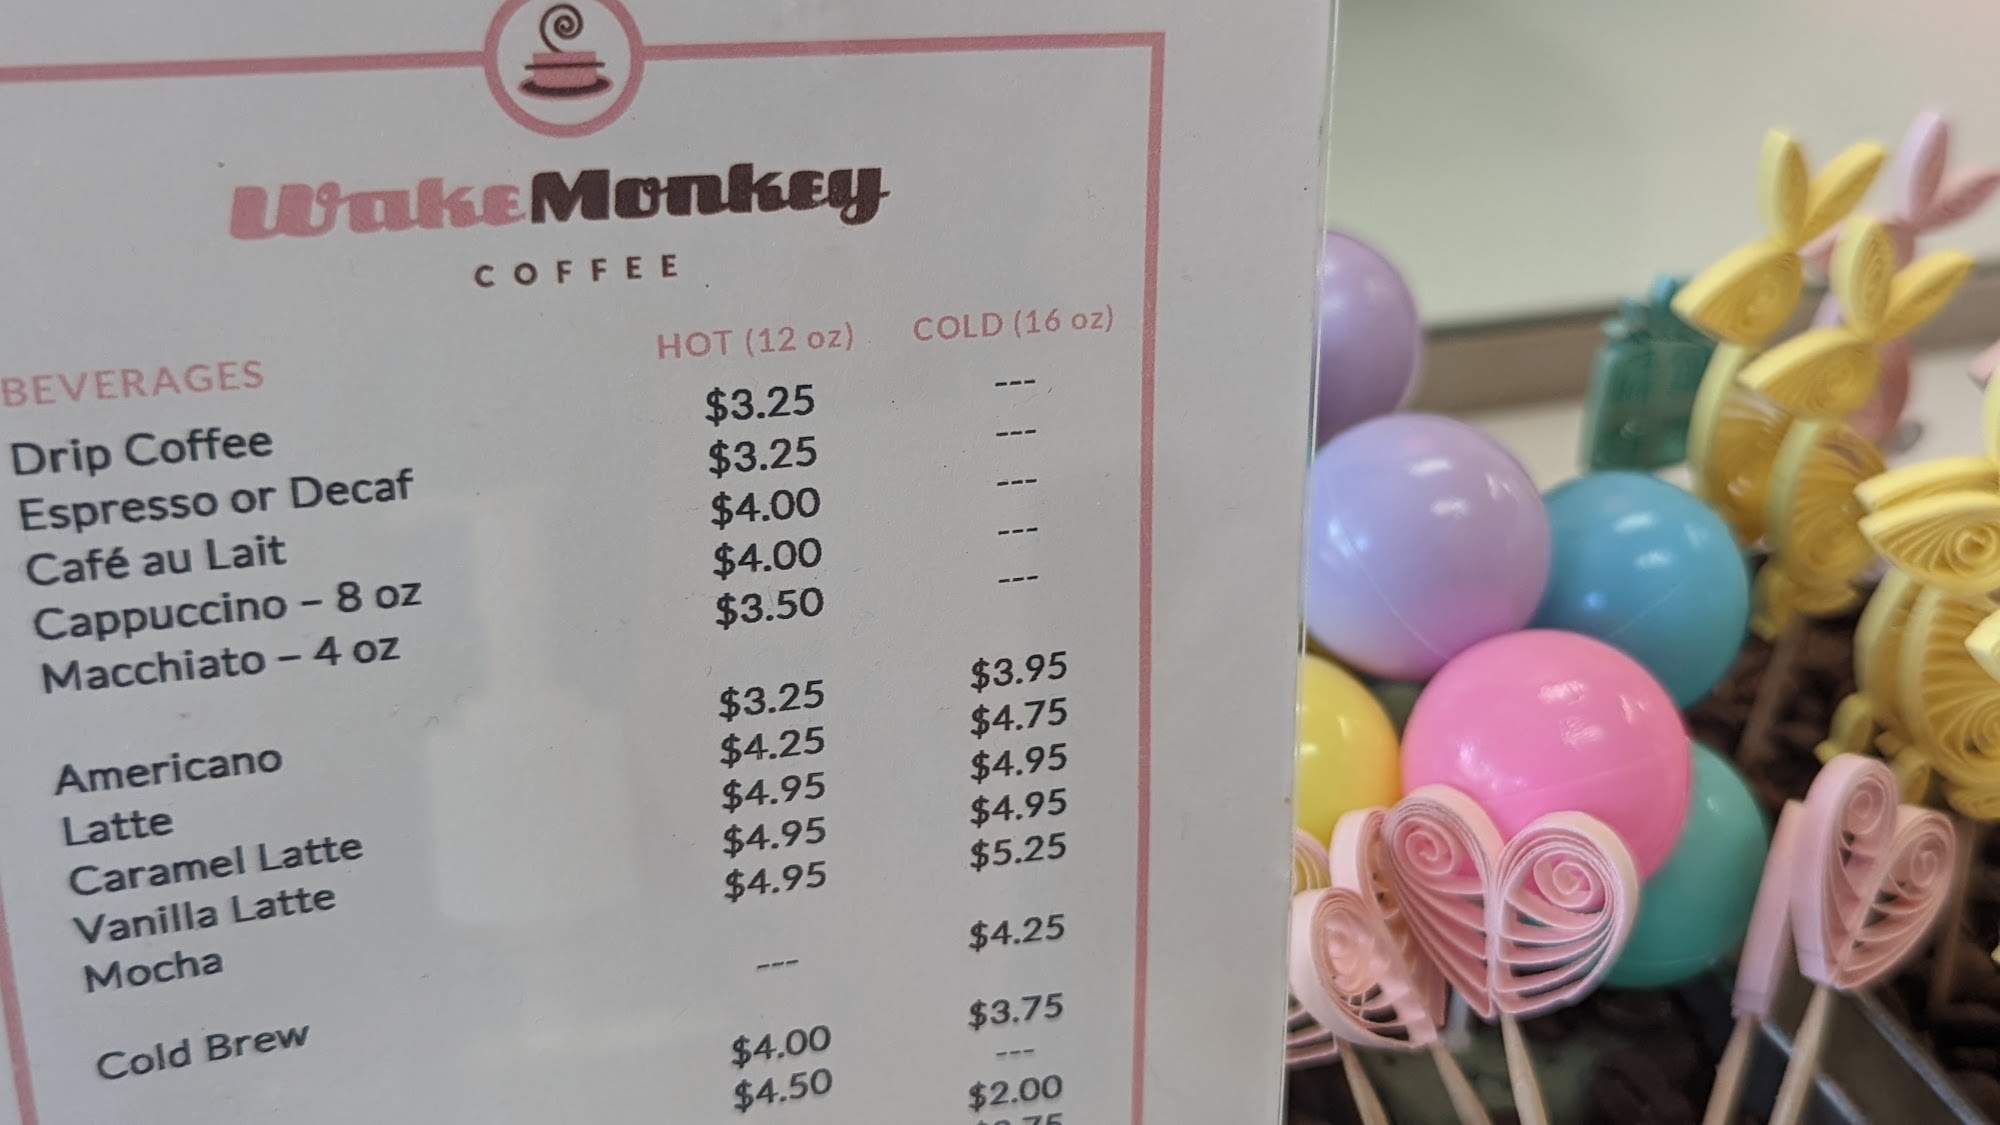 WakeMonkey
COFFEE
BEVERAGES HOT (12 oz) COLD (16 oz)
Drip Coffee $3.25 ---
Espresso or Decaf $3.25 ---
Café au Lait $4.00 ---
Cappuccino – 8 oz $4.00 ---
Macchiato – 4 oz $3.50 ---
Americano $3.25 $3.95
Latte $4.25 $4.75
Caramel Latte $4.95 $4.95
Vanilla Latte $4.95 $4.95
Mocha $4.95 $5.25
Cold Brew --- $4.25
$4.00 $3.75
$4.50 ---
$2.00